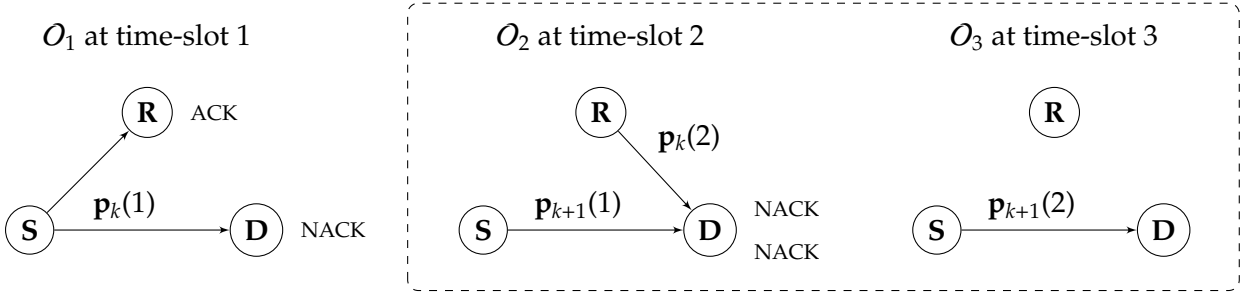 𝒪₁ at time-slot 1
R
ACK
p_k(1)
S
D
NACK
𝒪₂ at time-slot 2
R
p_k(2)
p_{k+1}(1)
S
D
NACK
NACK
𝒪₃ at time-slot 3
R
p_{k+1}(2)
S
D